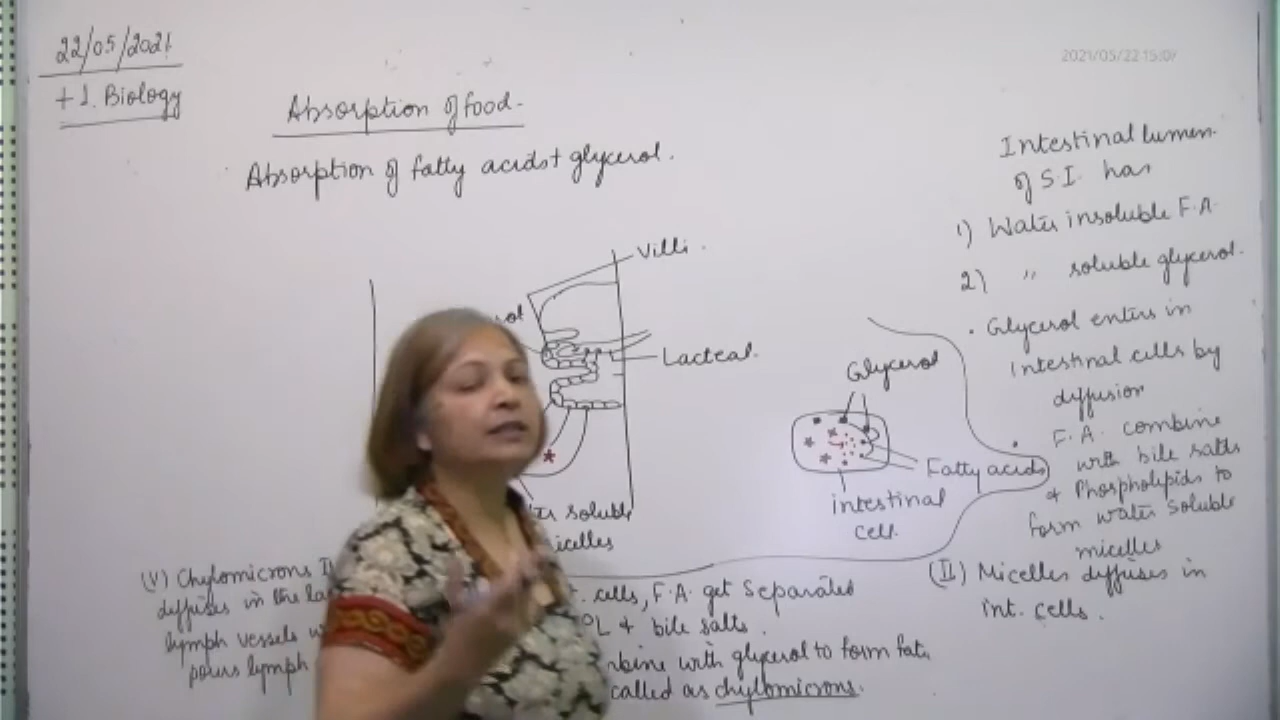 22/05/2021
+1. Biology
2021/05/22 15:07
Absorption of food.
Absorption of fatty acids + glycerol.
Villi.
Lacteal.
soluble
Glycerol
Fatty acids
intestinal
cell.
Intestinal lumen
of S.I. has
1) Water insoluble F.A.
2) " soluble glycerol.
Glycerol enters in
intestinal cells by
diffusion
F.A. combine
with bile salts
+ Phospholipids to
form water soluble
micelles
(II) Micelles diffuses in
int. cells.
cells, F.A. get separated
+ bile salts.
with glycerol to form fat,
called as chylomicrons.
(V) Chylomicrons
diffuses in the
lymph vessels
pours lymph